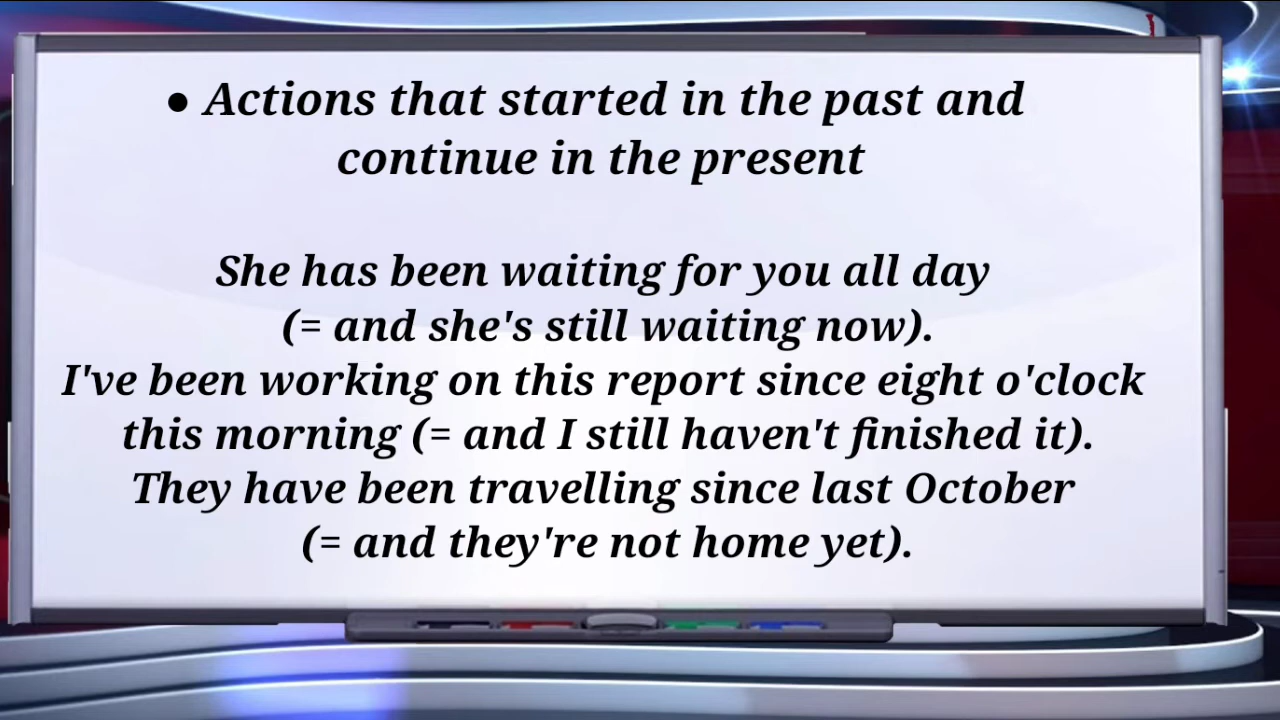 • Actions that started in the past and
continue in the present
She has been waiting for you all day
(= and she's still waiting now).
I've been working on this report since eight o'clock
this morning (= and I still haven't finished it).
They have been travelling since last October
(= and they're not home yet).